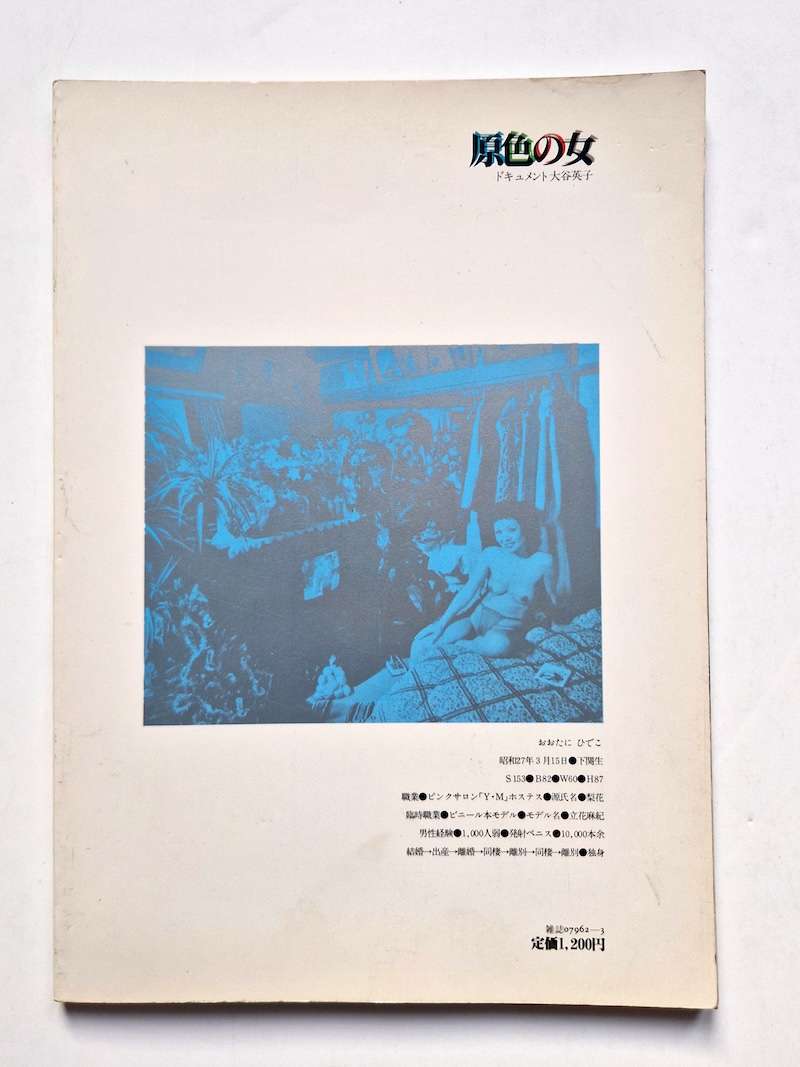 原色の女
ドキュメント大谷英子
おおたに ひでこ
昭和27年3月15日●下関生
S153●B82●W60●H87
職業●ピンクサロン「Y・M」ホステス●源氏名●梨花
臨時職業●ビニール本モデル●モデル名●立花麻紀
男性経験●1,000人弱●発射ペニス●10,000本余
結婚→出産→離婚→同棲→離別→同棲→離別●独身
雑誌07962—3
定価1,200円